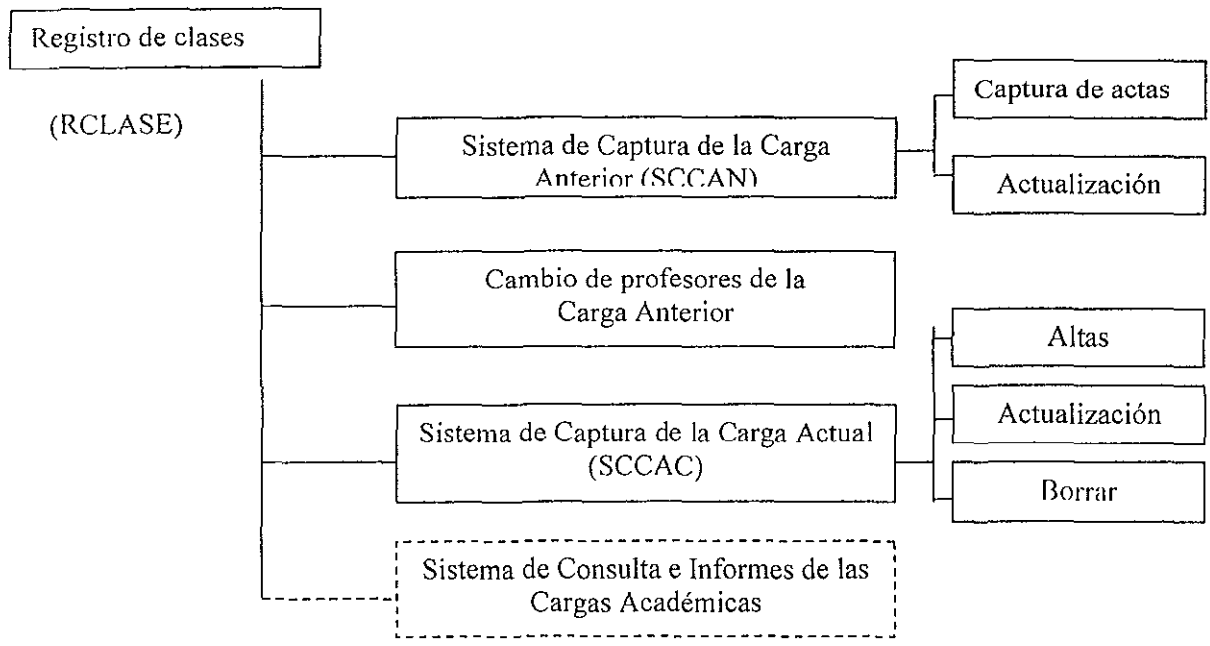 Registro de clases
(RCLASE)
Sistema de Captura de la Carga
Anterior (SCCAN)
Captura de actas
Actualización
Cambio de profesores de la
Carga Anterior
Sistema de Captura de la Carga Actual
(SCCAC)
Altas
Actualización
Borrar
Sistema de Consulta e Informes de las
Cargas Académicas